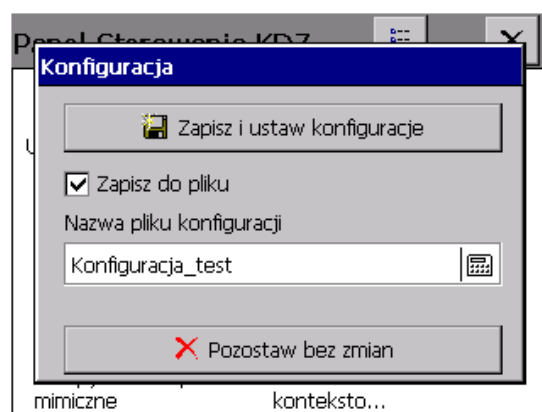 Konfiguracja
Zapisz i ustaw konfiguracje
Zapisz do pliku
Nazwa pliku konfiguracji
Konfiguracja_test
Pozostaw bez zmian
mimiczne konteksto...